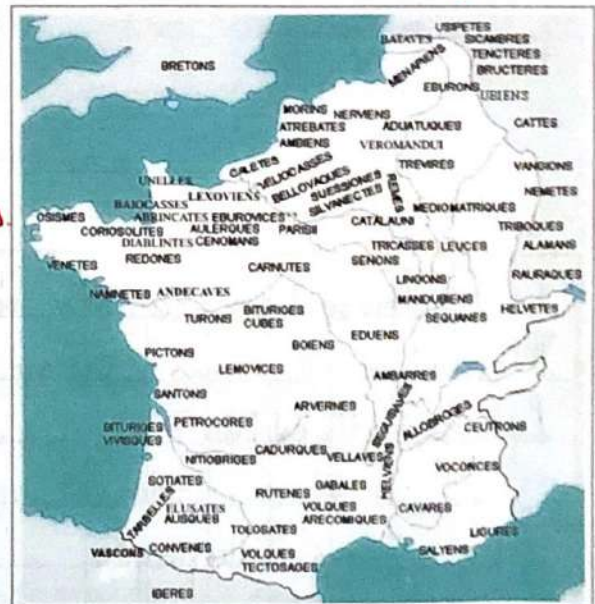 USIPETES
BATAVES
SICAMBRES
TENCTERES
BRUCTERES
MENAPIENS
BRETONS
EBURONS
UBIENS
MORINS
NERVIENS
ATREBATES
ADUATUQUES
CATTES
AMBIENS
VEROMANDUI
CALETES
VELIOCASSES
BELLOVAQUES
SUESSIONES
SILVANECTES
REMES
TREVIRES
VANGIONS
UNELLES
LEXOVIENS
NEMETES
BAIOCASSES
MEDIOMATRIQUES
OSISMES
ABRINCATES
EBUROVICES**
CATALAUNI
TRIBOQUES
CORIOSOLITES
AULERQUES
PARISII
DIABLINTES
CENOMANS
TRICASSES
LEUCES
ALAMANS
VENETES
REDONES
CARNUTES
SENONS
RAURAQUES
LINGONS
NAMNETES
ANDECAVES
MANDUBIENS
HELVETES
TURONS
BITURIGES
CUBES
SEQUANES
EDUENS
PICTONS
BOIENS
LEMOVICES
AMBARRES
SANTONS
ARVERNES
SEGUSIAVES
ALLOBROGES
BITURIGES
VIVISQUES
PETROCORES
CEUTRONS
CADURQUES
NITIOBRIGES
VELLAVES
HELVIENS
VOCONCES
SOTIATES
GABALES
TARBELLES
ELUSATES
RUTENES
AUSQUES
VOLQUES
ARECOMIQUES
CAVARES
TOLOSATES
LIGURES
VASCONS
CONVENES
VOLQUES
TECTOSAGES
SALYENS
IBERES